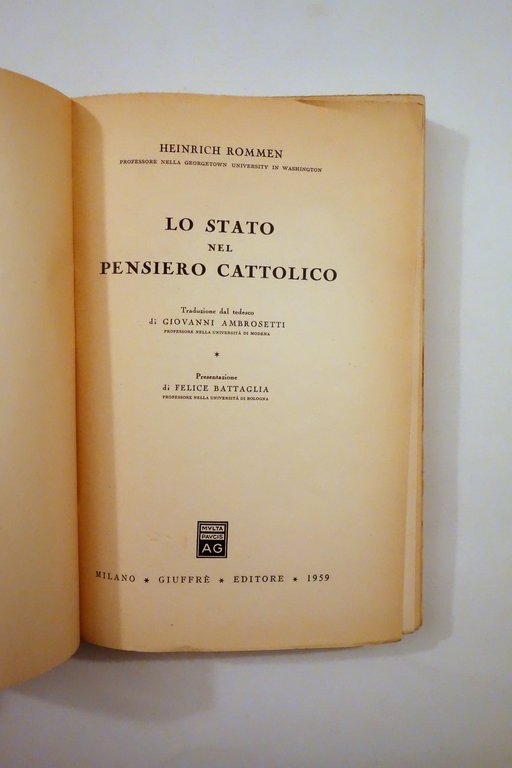 HEINRICH ROMMEN
PROFESSORE NELLA GEORGETOWN UNIVERSITY IN WASHINGTON
LO STATO
NEL
PENSIERO CATTOLICO
Traduzione dal tedesco
di GIOVANNI AMBROSETTI
PROFESSORE NELLA UNIVERSITÀ DI MODENA
*
Presentazione
di FELICE BATTAGLIA
PROFESSORE NELLA UNIVERSITÀ DI BOLOGNA
MVLTA
PAVCIS
AG
MILANO * GIUFFRÈ * EDITORE * 1959